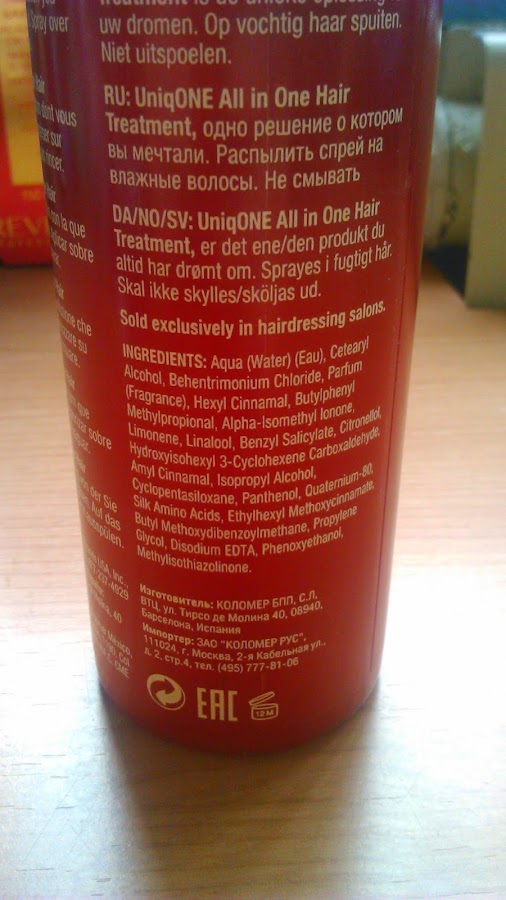 Treatment is de unieke oplossing
uw dromen. Op vochtig haar spuiten.
Niet uitspoelen.
RU: UniqONE All in One Hair
Treatment, одно решение о котором
вы мечтали. Распылить спрей на
влажные волосы. Не смывать
DA/NO/SV: UniqONE All in One Hair
Treatment, er det ene/den produkt du
altid har drømt om. Sprayes i fugtigt hår.
Skal ikke skylles/sköljas ud.
Sold exclusively in hairdressing salons.
INGREDIENTS: Aqua (Water) (Eau), Cetearyl
Alcohol, Behentrimonium Chloride, Parfum
(Fragrance), Hexyl Cinnamal, Butylphenyl
Methylpropional, Alpha-Isomethyl Ionone,
Limonene, Linalool, Benzyl Salicylate, Citronellol,
Hydroxyisohexyl 3-Cyclohexene Carboxaldehyde,
Amyl Cinnamal, Isopropyl Alcohol,
Cyclopentasiloxane, Panthenol, Quaternium-80,
Silk Amino Acids, Ethylhexyl Methoxycinnamate,
Butyl Methoxydibenzoylmethane, Propylene
Glycol, Disodium EDTA, Phenoxyethanol,
Methylisothiazolinone.
Изготовитель: КОЛОМЕР БПП, С.Л,
ВТЦ, ул. Тирсо де Молина 40, 08940,
Барселона, Испания
Импортер: ЗАО "КОЛОМЕР РУС",
111024, г. Москва, 2-я Кабельная ул.,
д. 2, стр.4, тел. (495) 777-81-06
EAC
12 M